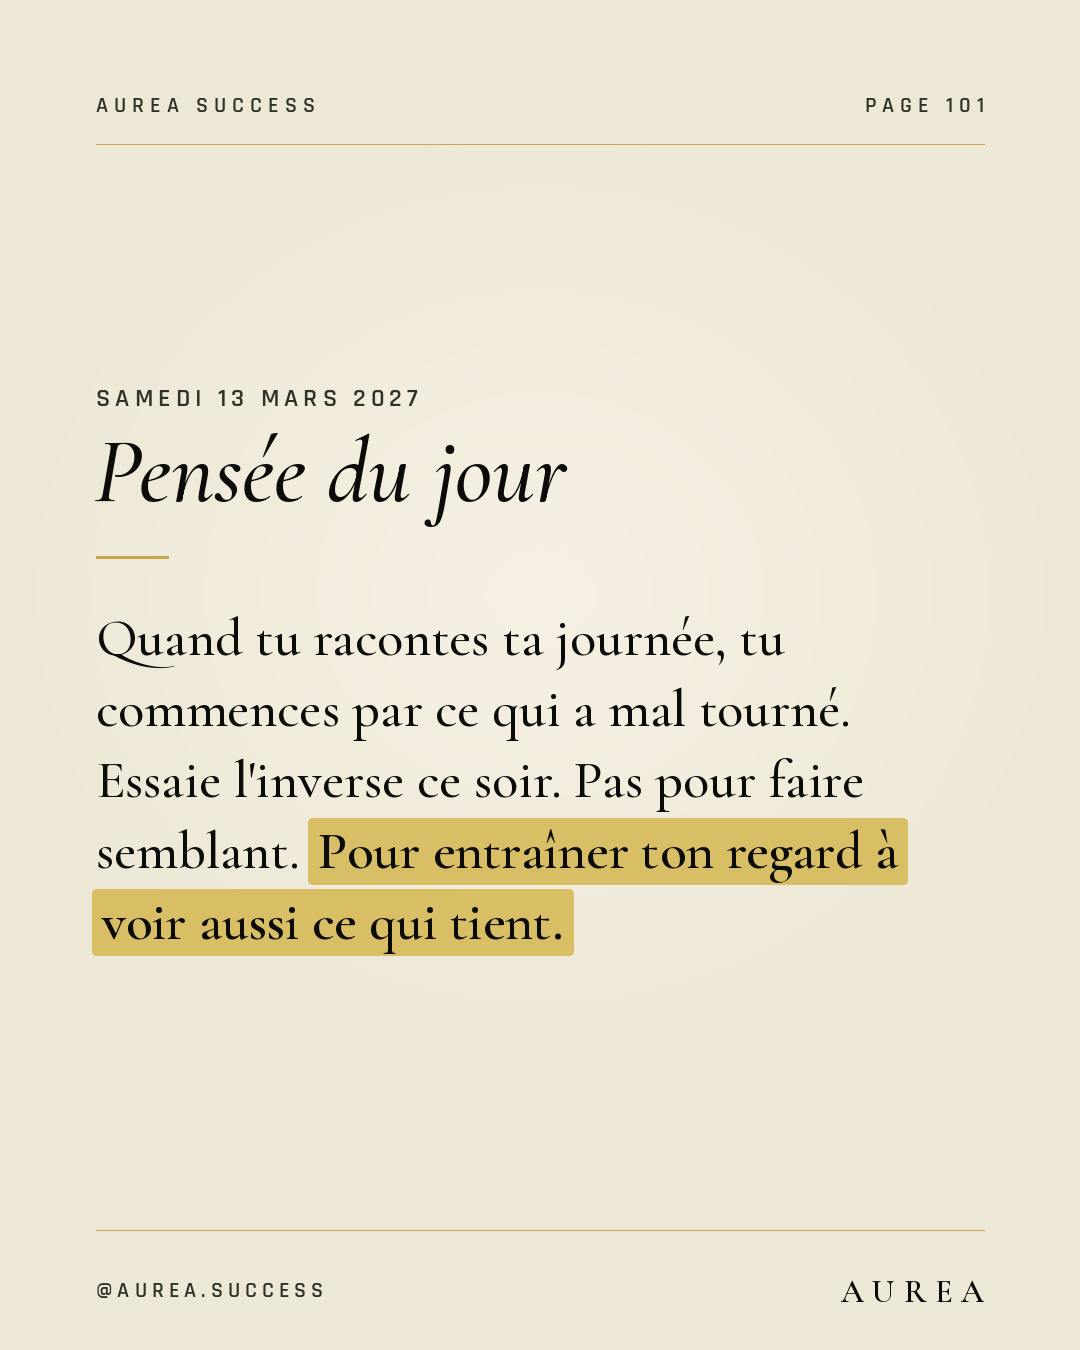 AUREA SUCCESS
PAGE 101
SAMEDI 13 MARS 2027
Pensée du jour
Quand tu racontes ta journée, tu
commences par ce qui a mal tourné.
Essaie l'inverse ce soir. Pas pour faire
semblant. Pour entraîner ton regard à
voir aussi ce qui tient.
@AUREA.SUCCESS
AUREA